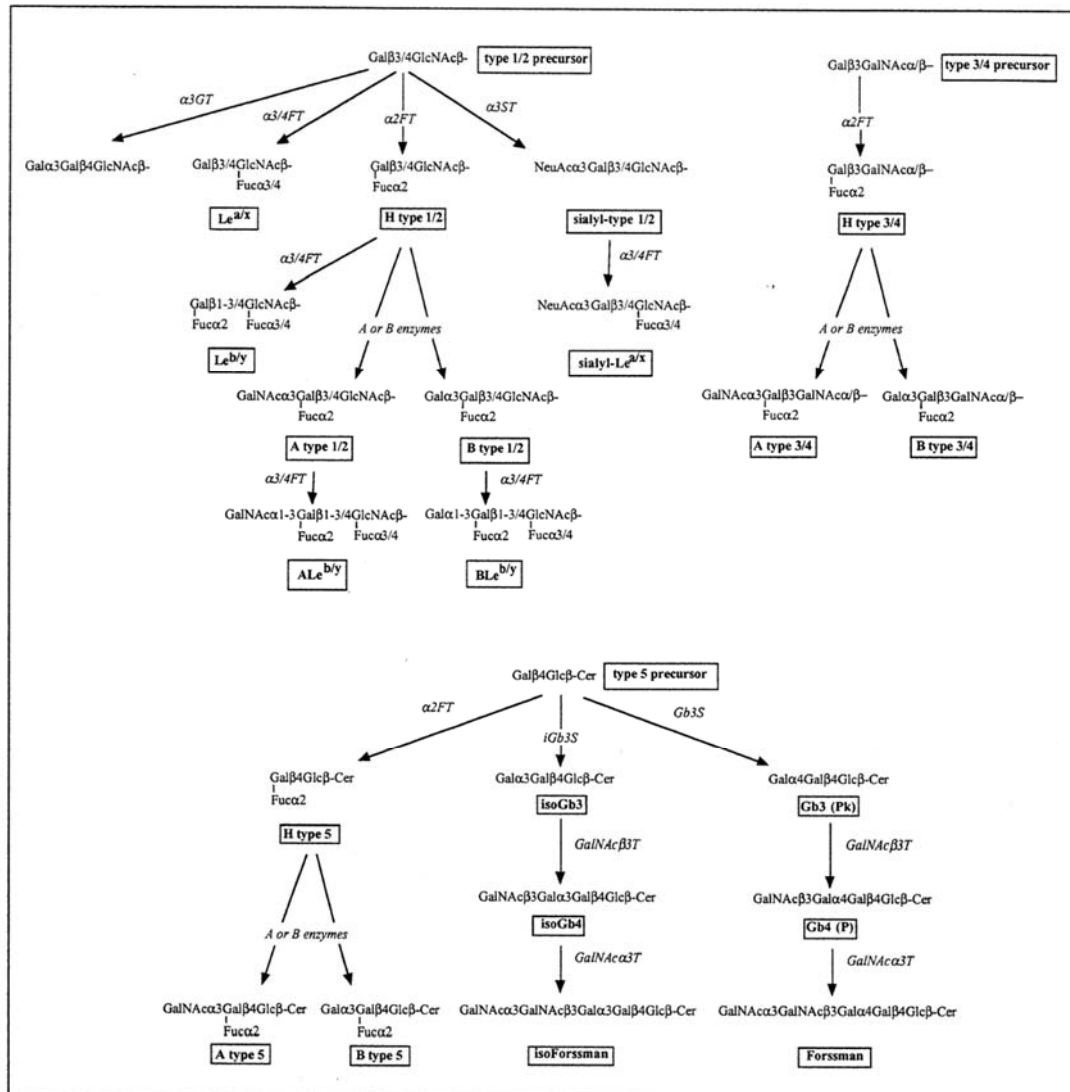 Galβ3/4GlcNAcβ- type 1/2 precursor
α3GT
α3/4FT
α2FT
α3ST
Galα3Galβ4GlcNAcβ-
Galβ3/4GlcNAcβ-
Fucα3/4
Le a/x
Galβ3/4GlcNAcβ-
Fucα2
H type 1/2
NeuAcα3Galβ3/4GlcNAcβ-
sialyl-type 1/2
α3/4FT
α3/4FT
Galβ1-3/4GlcNAcβ-
Fucα2 Fucα3/4
Le b/y
A or B enzymes
NeuAcα3Galβ3/4GlcNAcβ-
Fucα3/4
sialyl-Le a/x
GalNAcα3Galβ3/4GlcNAcβ-
Fucα2
A type 1/2
Galα3Galβ3/4GlcNAcβ-
Fucα2
B type 1/2
α3/4FT
α3/4FT
GalNAcα1-3Galβ1-3/4GlcNAcβ-
Fucα2 Fucα3/4
ALe b/y
Galα1-3Galβ1-3/4GlcNAcβ-
Fucα2 Fucα3/4
BLe b/y
Galβ3GalNAcα/β– type 3/4 precursor
α2FT
Galβ3GalNAcα/β–
Fucα2
H type 3/4
A or B enzymes
GalNAcα3Galβ3GalNAcα/β–
Fucα2
A type 3/4
Galα3Galβ3GalNAcα/β–
Fucα2
B type 3/4
Galβ4Glcβ-Cer type 5 precursor
α2FT
iGb3S
Gb3S
Galβ4Glcβ-Cer
Fucα2
H type 5
A or B enzymes
GalNAcα3Galβ4Glcβ-Cer
Fucα2
A type 5
Galα3Galβ4Glcβ-Cer
Fucα2
B type 5
Galα3Galβ4Glcβ-Cer
isoGb3
GalNAcβ3T
GalNAcβ3Galα3Galβ4Glcβ-Cer
isoGb4
GalNAcα3T
GalNAcα3GalNAcβ3Galα3Galβ4Glcβ-Cer
isoForssman
Galα4Galβ4Glcβ-Cer
Gb3 (Pk)
GalNAcβ3T
GalNAcβ3Galα4Galβ4Glcβ-Cer
Gb4 (P)
GalNAcα3T
GalNAcα3GalNAcβ3Galα4Galβ4Glcβ-Cer
Forssman